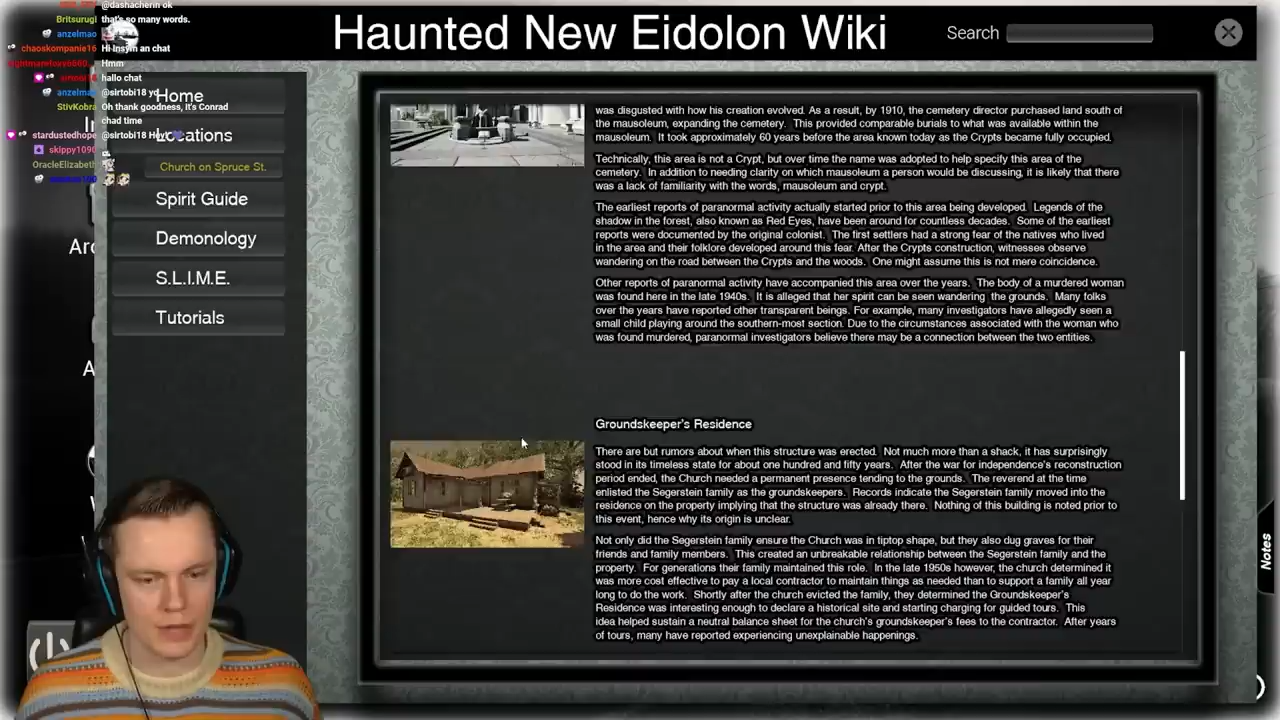 @dashacherin ok
Britsurugi that's so many words.
anzelmao
chaoskompanie16 Hi Insym an chat
Hmm
hallo chat
anzelmao @sirtobi18 yo
StivKobra Oh thank goodness, it's Conrad
chad time
stardustedhope @sirtobi18 Hey!
skippy1090
OracleElizabeth
Haunted New Eidolon Wiki
Search
Home
Locations
Church on Spruce St.
Spirit Guide
Demonology
S.L.I.M.E.
Tutorials
was disgusted with how his creation evolved. As a result, by 1910, the cemetery director purchased land south of
the mausoleum, expanding the cemetery. This provided comparable burials to what was available within the
mausoleum. It took approximately 60 years before the area known today as the Crypts became fully occupied.
Technically, this area is not a Crypt, but over time the name was adopted to help specify this area of the
cemetery. In addition to needing clarity on which mausoleum a person would be discussing, it is likely that there
was a lack of familiarity with the words, mausoleum and crypt.
The earliest reports of paranormal activity actually started prior to this area being developed. Legends of the
shadow in the forest, also known as Red Eyes, have been around for countless decades. Some of the earliest
reports were documented by the original colonist. The first settlers had a strong fear of the natives who lived
in the area and their folklore developed around this fear. After the Crypts construction, witnesses observe
wandering on the road between the Crypts and the woods. One might assume this is not mere coincidence.
Other reports of paranormal activity have accompanied this area over the years. The body of a murdered woman
was found here in the late 1940s. It is alleged that her spirit can be seen wandering the grounds. Many folks
over the years have reported other transparent beings. For example, many investigators have allegedly seen a
small child playing around the southern-most section. Due to the circumstances associated with the woman who
was found murdered, paranormal investigators believe there may be a connection between the two entities.
Groundskeeper's Residence
There are but rumors about when this structure was erected. Not much more than a shack, it has surprisingly
stood in its timeless state for about one hundred and fifty years. After the war for independence's reconstruction
period ended, the Church needed a permanent presence tending to the grounds. The reverend at the time
enlisted the Segerstein family as the groundskeepers. Records indicate the Segerstein family moved into the
residence on the property implying that the structure was already there. Nothing of this building is noted prior to
this event, hence why its origin is unclear.
Not only did the Segerstein family ensure the Church was in tiptop shape, but they also dug graves for their
friends and family members. This created an unbreakable relationship between the Segerstein family and the
property. For generations their family maintained this role. In the late 1950s however, the church determined it
was more cost effective to pay a local contractor to maintain things as needed than to support a family all year
long to do the work. Shortly after the church evicted the family, they determined the Groundskeeper's
Residence was interesting enough to declare a historical site and starting charging for guided tours. This
idea helped sustain a neutral balance sheet for the church's groundskeeper's fees to the contractor. After years
of tours, many have reported experiencing unexplainable happenings.
Notes